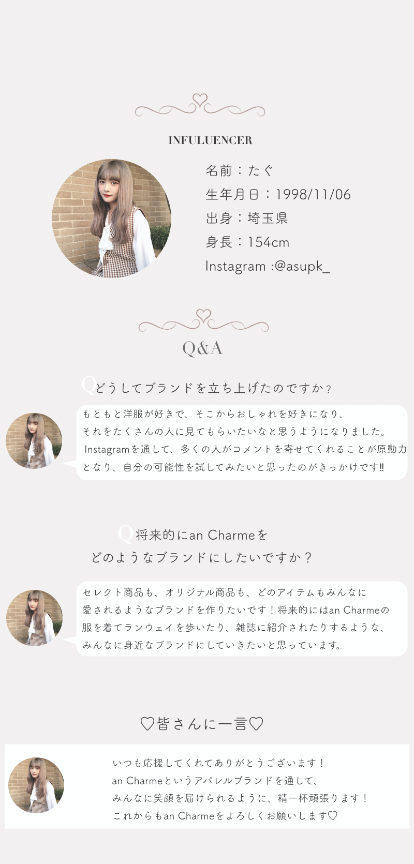 INFULUENCER
名前：たぐ
生年月日：1998/11/06
出身：埼玉県
身長：154cm
Instagram :@asupk_
Q&A
Qどうしてブランドを立ち上げたのですか？
もともと洋服が好きで、そこからおしゃれを好きになり、
それをたくさんの人に見てもらいたいなと思うようになりました。
Instagramを通して、多くの人がコメントを寄せてくれることが原動力
となり、自分の可能性を試してみたいと思ったのがきっかけです!!
Q将来的にan Charmeを
どのようなブランドにしたいですか？
セレクト商品も、オリジナル商品も、どのアイテムもみんなに
愛されるようなブランドを作りたいです！将来的にはan Charmeの
服を着てランウェイを歩いたり、雑誌に紹介されたりするような、
みんなに身近なブランドにしていきたいと思っています。
♡皆さんに一言♡
いつも応援してくれてありがとうございます！
an Charmeというアパレルブランドを通して、
みんなに笑顔を届けられるように、精一杯頑張ります！
これからもan Charmeをよろしくお願いします♡